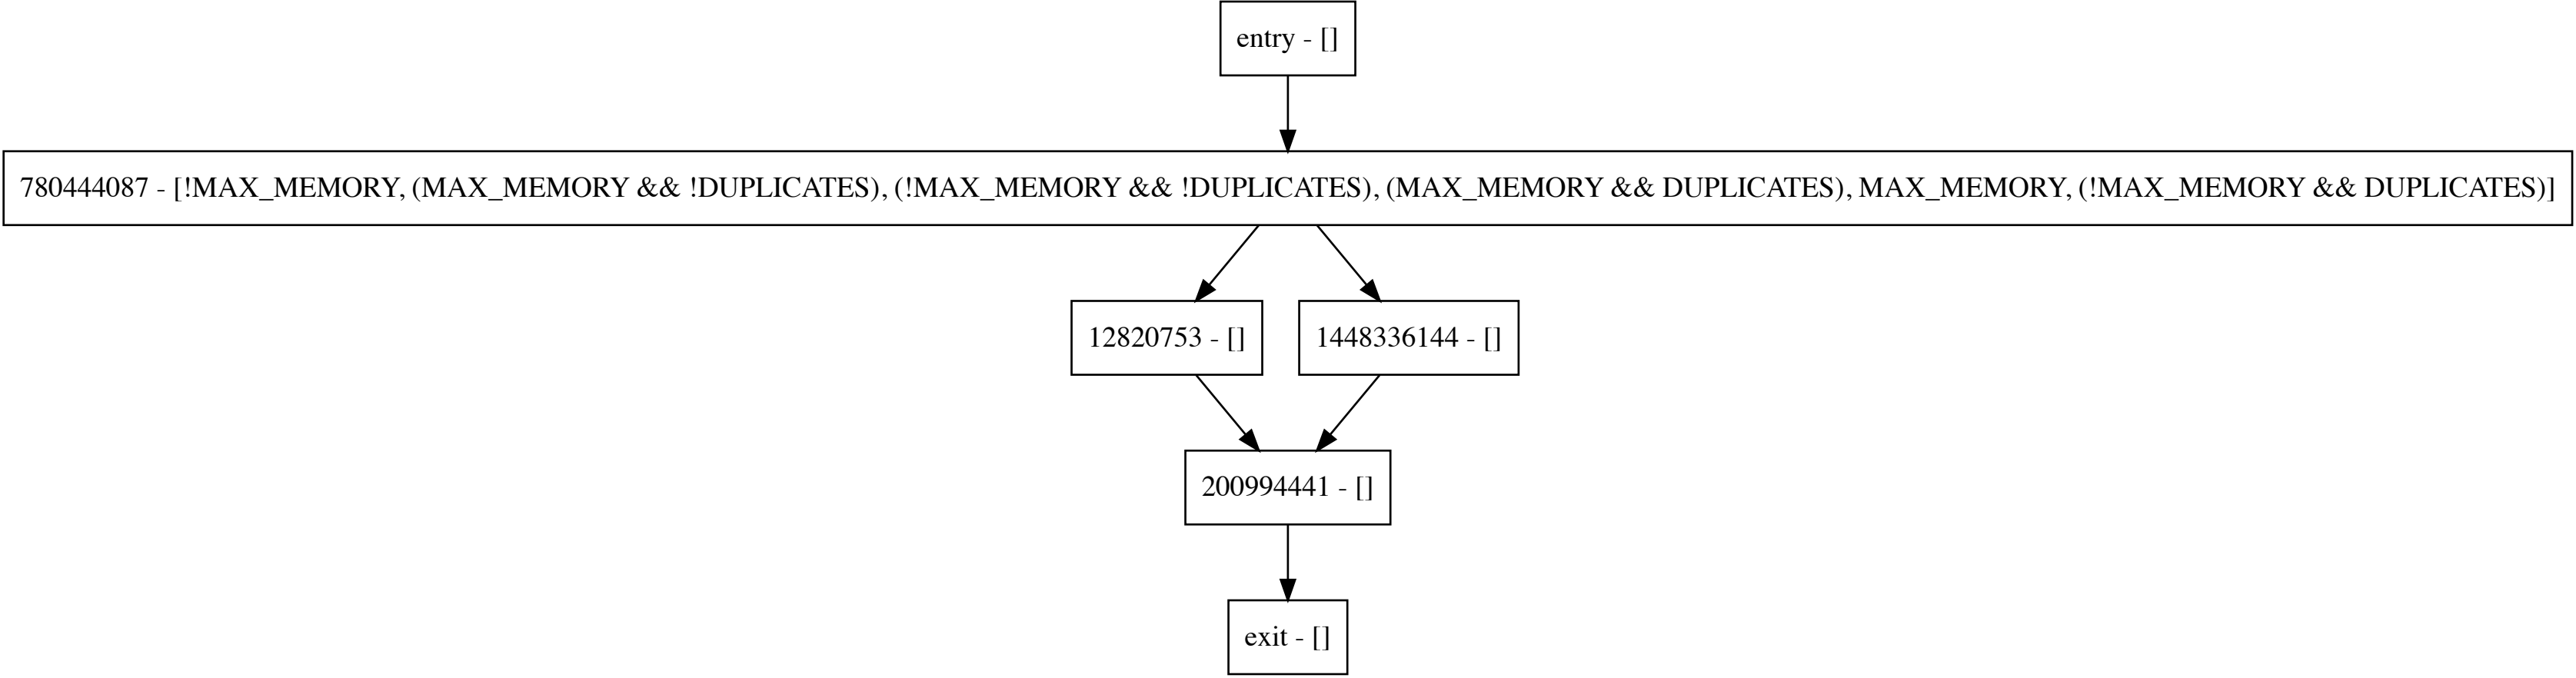 entry - []
780444087 - [!MAX_MEMORY, (MAX_MEMORY && !DUPLICATES), (!MAX_MEMORY && !DUPLICATES), (MAX_MEMORY && DUPLICATES), MAX_MEMORY, (!MAX_MEMORY && DUPLICATES)]
12820753 - []
1448336144 - []
200994441 - []
exit - []